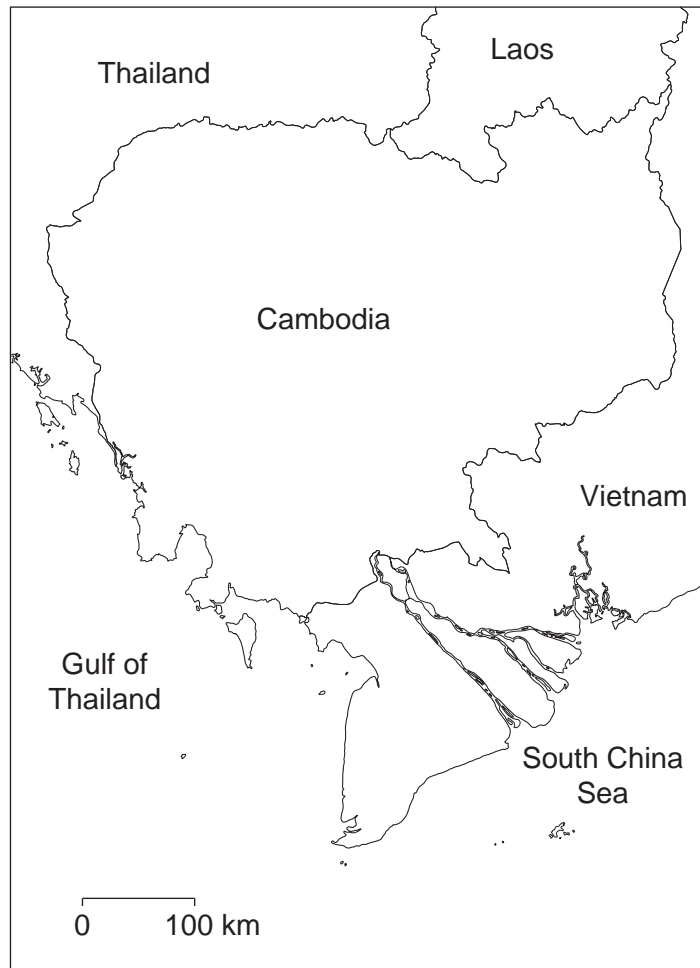 Laos
Thailand
Cambodia
Vietnam
Gulf of
Thailand
South China
Sea
0
100 km